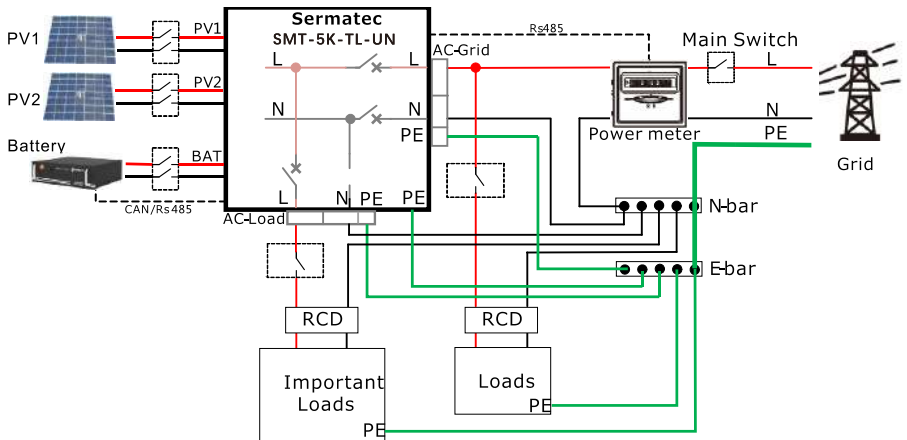 Sermatec
SMT-5K-TL-UN
Rs485
PV1
PV1
L
L
AC-Grid
Main Switch
L
PV2
PV2
N
N
PE
Power meter
N
PE
Grid
Battery
BAT
CAN/Rs485
L
N
PE
PE
AC-Load
N-bar
E-bar
RCD
RCD
Important
Loads
PE
Loads
PE